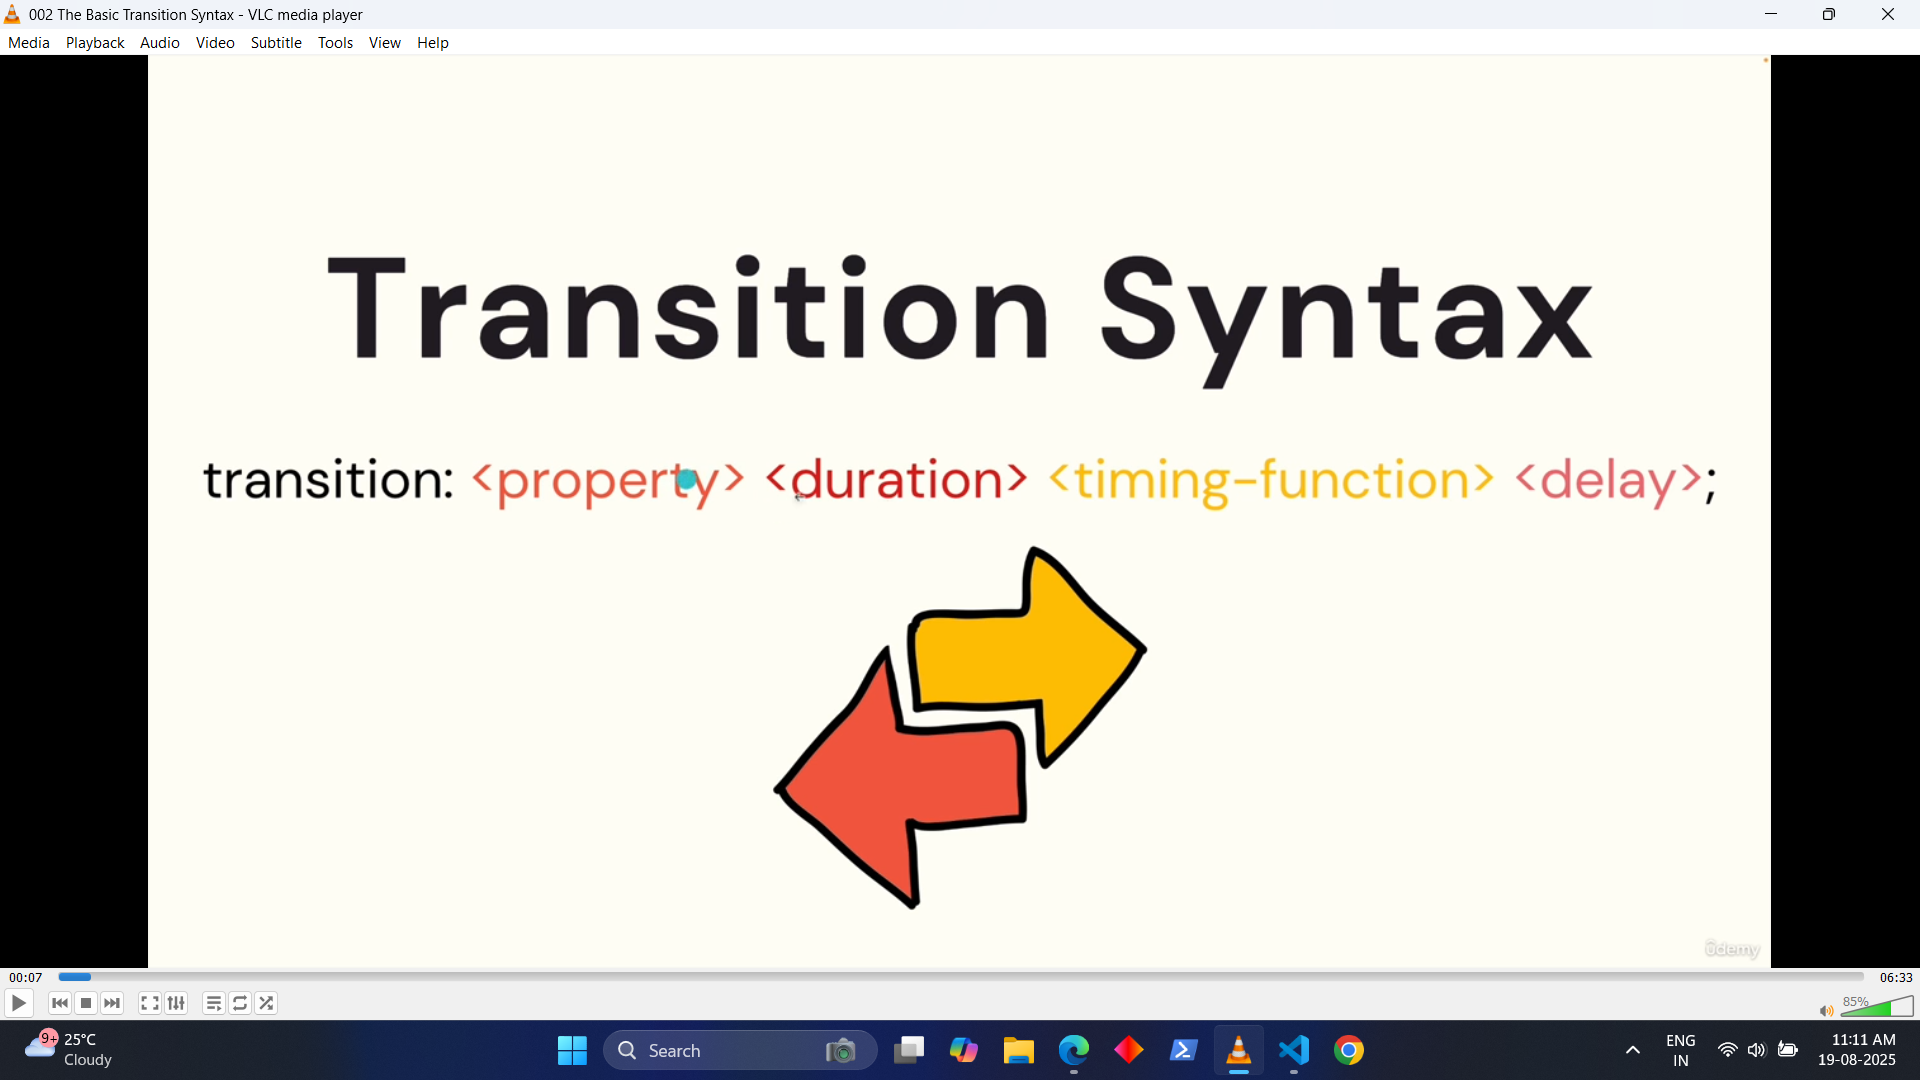 002 The Basic Transition Syntax - VLC media player
Media Playback Audio Video Subtitle Tools View Help
Transition Syntax
transition: <property> <duration> <timing-function> <delay>;
ûdemy
00:07
06:33
85%
9+
25°C
Cloudy
Search
ENG
IN
11:11 AM
19-08-2025